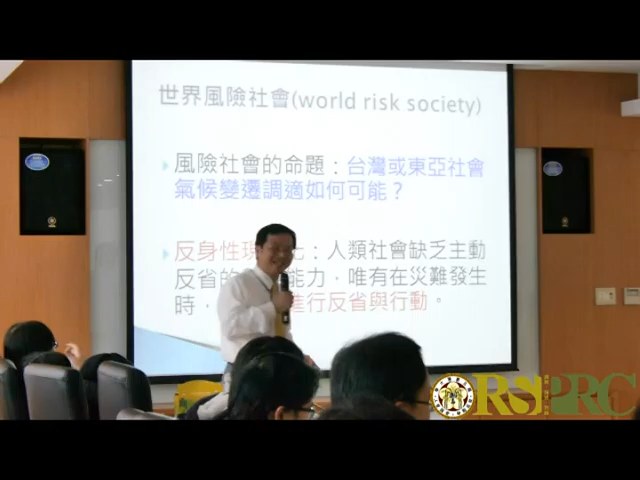 世界風險社會(world risk society)
風險社會的命題：台灣或東亞社會
氣候變遷調適如何可能？
反身性現 ：人類社會缺乏主動
反省的 能力，唯有在災難發生
時， 進行反省與行動。
RSPRC